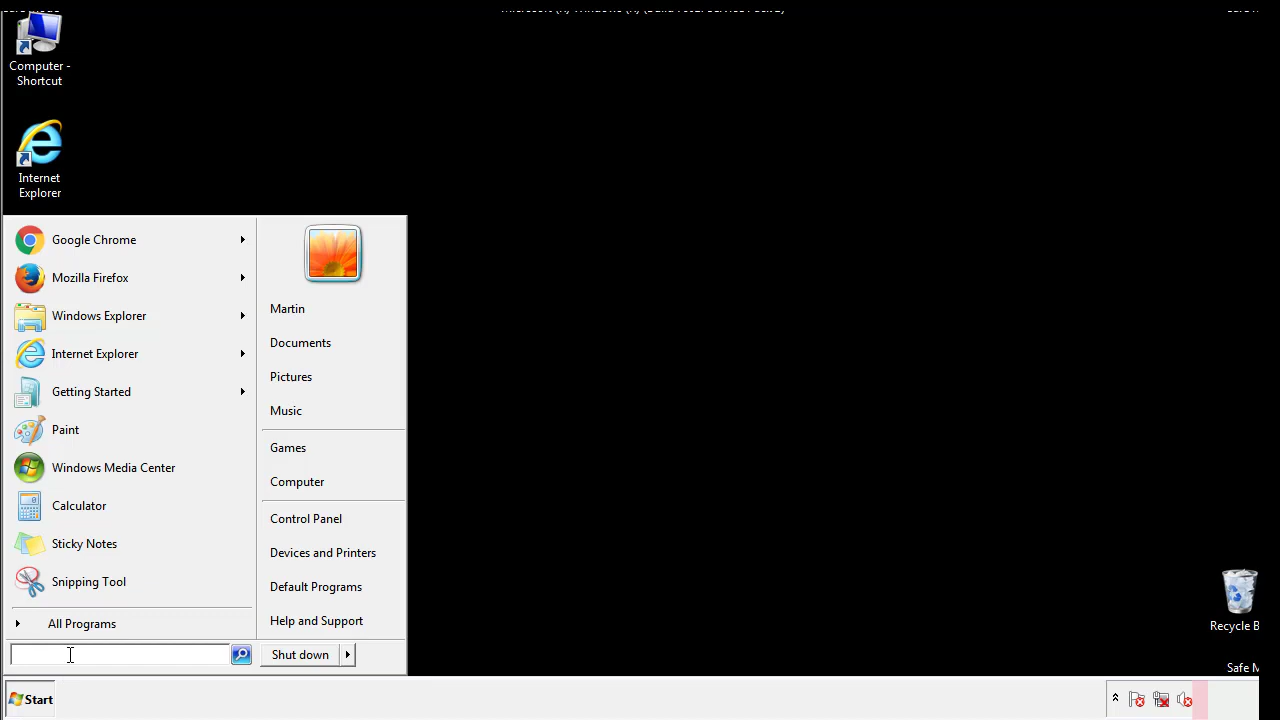 Computer -
Shortcut
Internet
Explorer
Google Chrome
Mozilla Firefox
Windows Explorer
Internet Explorer
Getting Started
Paint
Windows Media Center
Calculator
Sticky Notes
Snipping Tool
All Programs
Martin
Documents
Pictures
Music
Games
Computer
Control Panel
Devices and Printers
Default Programs
Help and Support
Shut down
Recycle B
Safe M
Start